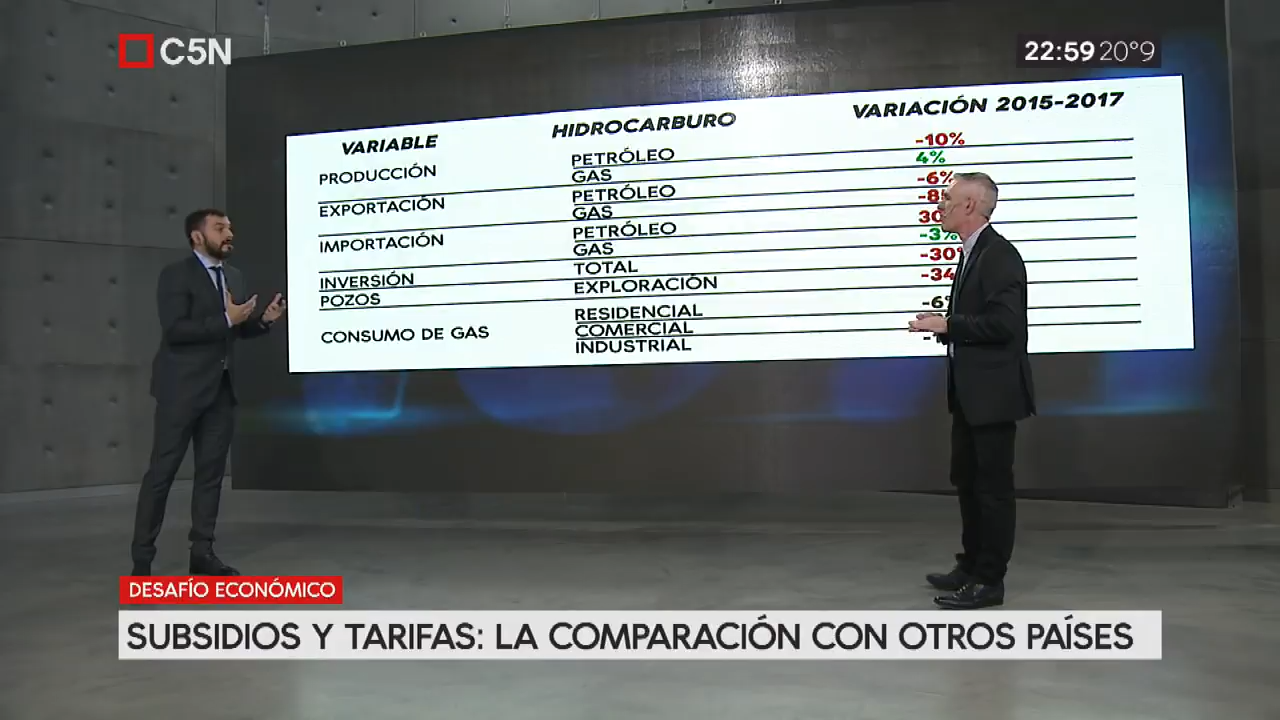 C5N
22:59 20°9
VARIABLE HIDROCARBURO VARIACIÓN 2015-2017
PRODUCCIÓN PETRÓLEO -10%
GAS 4%
EXPORTACIÓN PETRÓLEO -6%
GAS
IMPORTACIÓN PETRÓLEO
GAS -3%
INVERSIÓN TOTAL
POZOS EXPLORACIÓN
CONSUMO DE GAS RESIDENCIAL
COMERCIAL
INDUSTRIAL
DESAFÍO ECONÓMICO
SUBSIDIOS Y TARIFAS: LA COMPARACIÓN CON OTROS PAÍSES